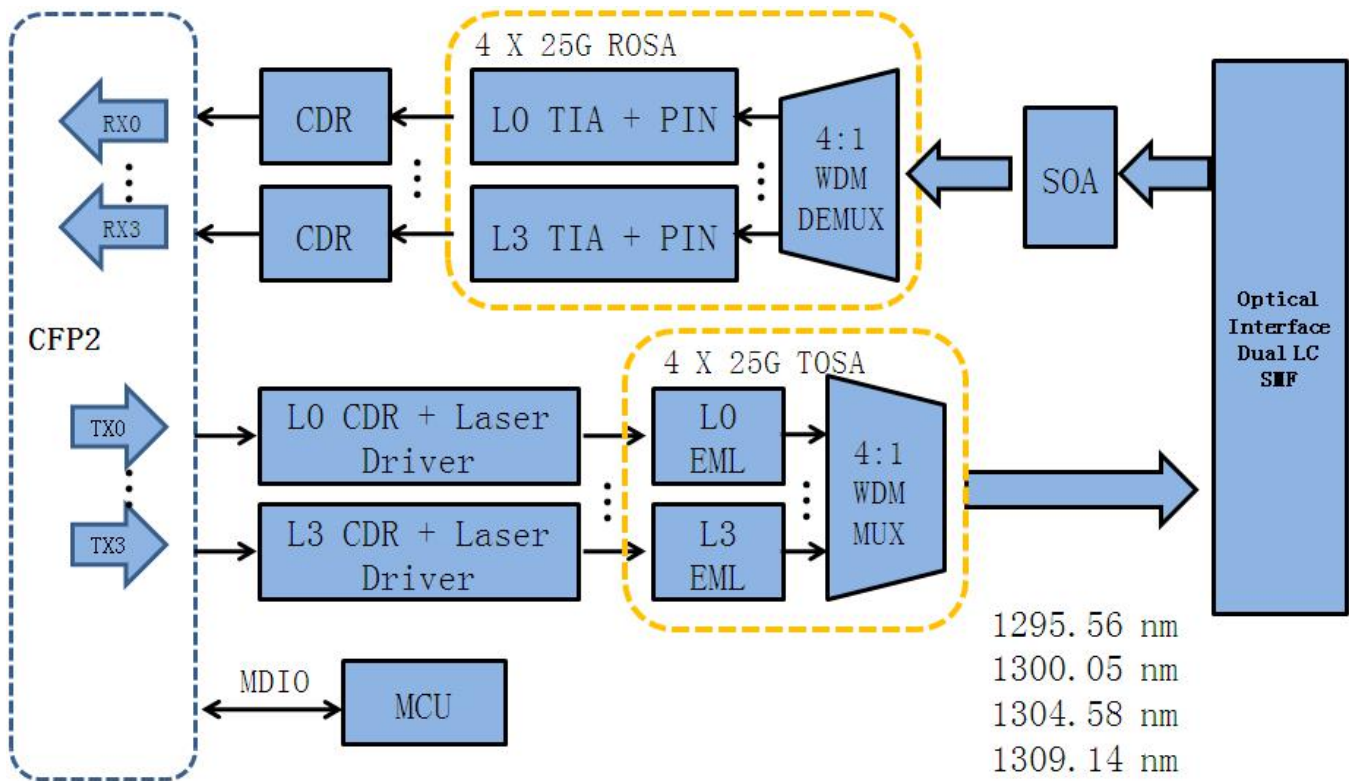 4 X 25G ROSA
RX0
CDR
L0 TIA + PIN
4:1
WDM
DEMUX
SOA
RX3
CDR
L3 TIA + PIN
Optical
Interface
Dual LC
SMF
CFP2
4 X 25G TOSA
TX0
L0 CDR + Laser
Driver
L0
EML
4:1
WDM
MUX
TX3
L3 CDR + Laser
Driver
L3
EML
1295.56 nm
1300.05 nm
1304.58 nm
1309.14 nm
MDIO
MCU